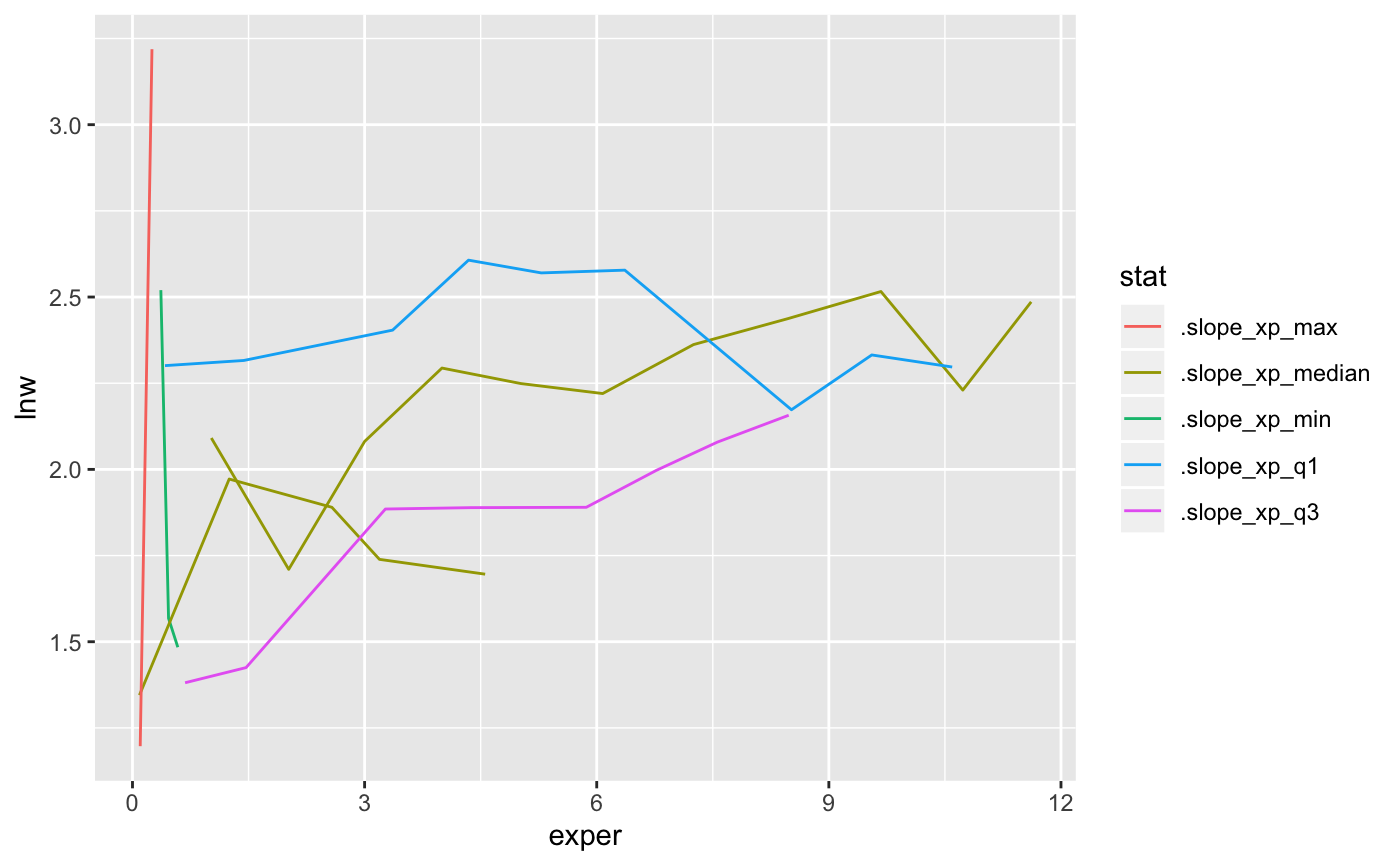 3.0
2.5
2.0
1.5
lnw
0
3
6
9
12
exper
stat
.slope_xp_max
.slope_xp_median
.slope_xp_min
.slope_xp_q1
.slope_xp_q3